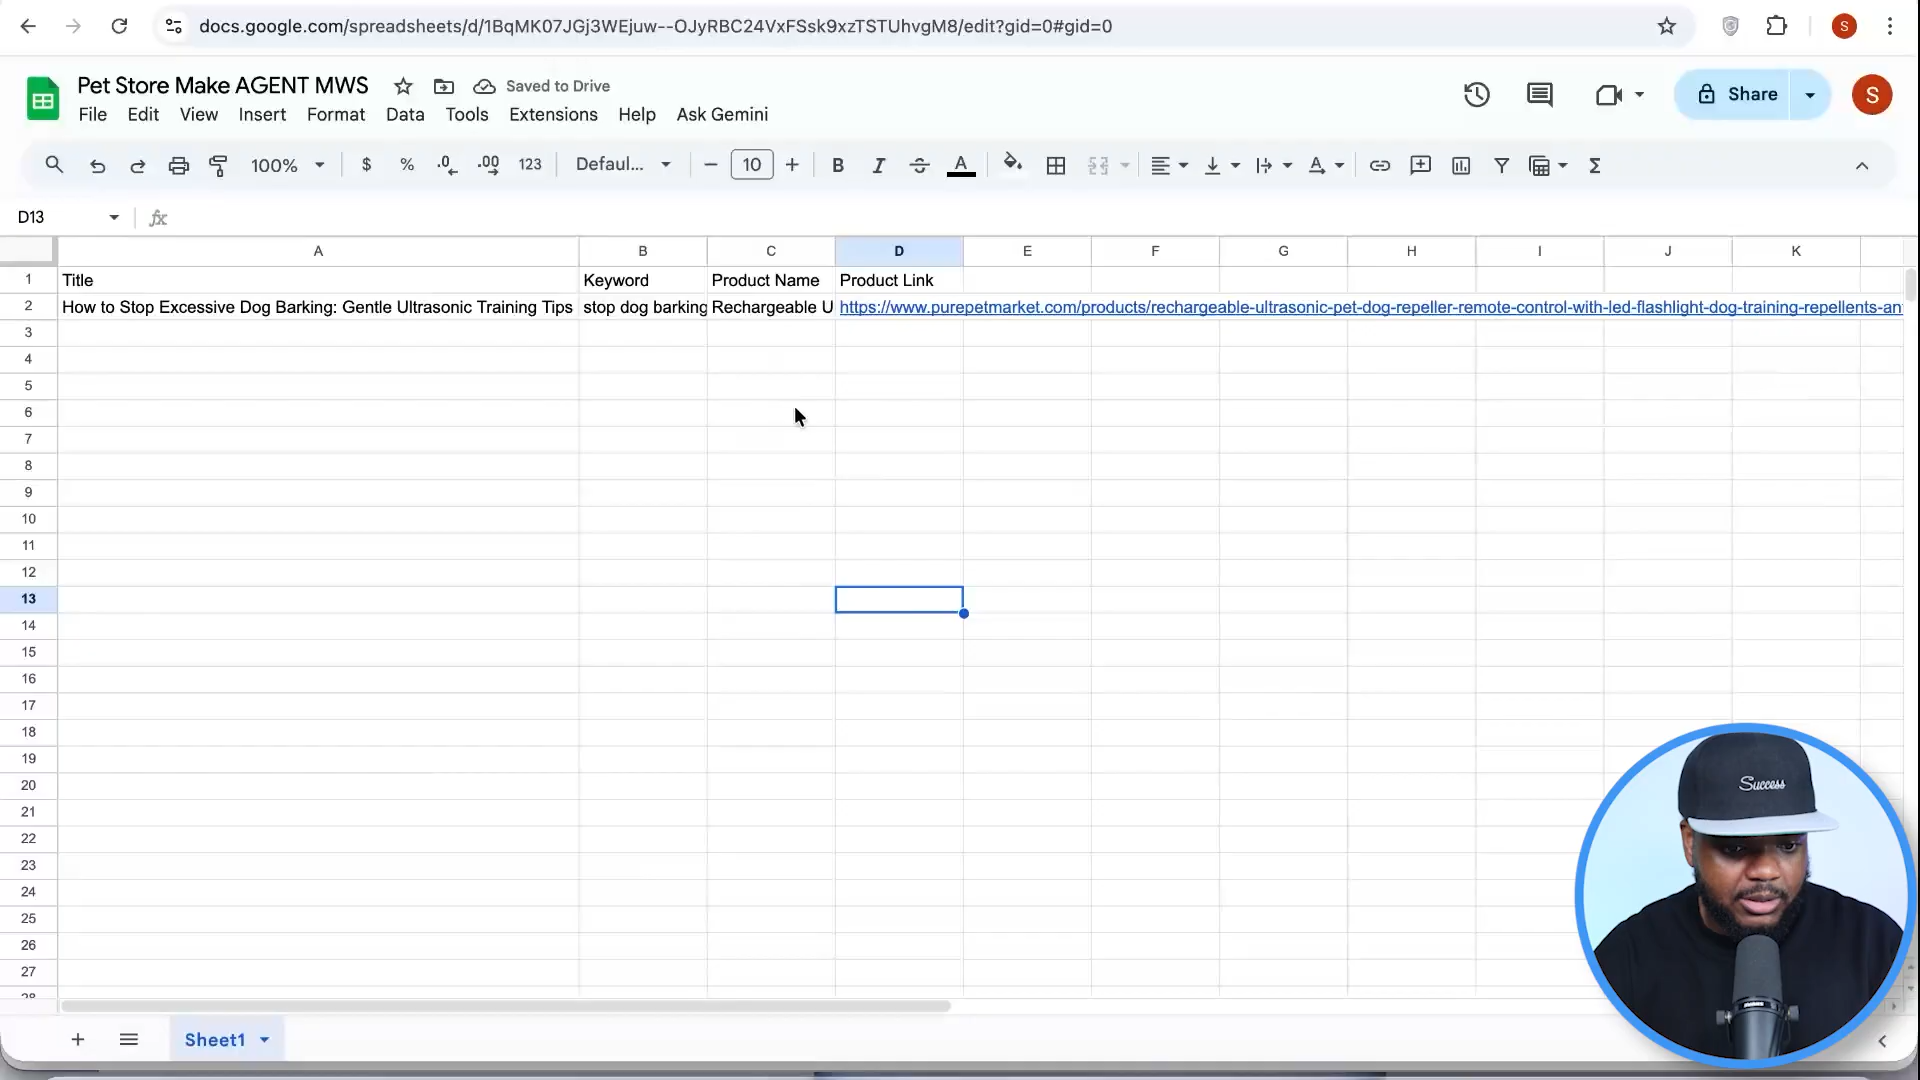 docs.google.com/spreadsheets/d/1BqMK07JGj3WEjuw--OJyRBC24VxFSsk9xzTSTUhvgM8/edit?gid=0#gid=0
S
Pet Store Make AGENT MWS
Saved to Drive
Share
S
File Edit View Insert Format Data Tools Extensions Help Ask Gemini
100% $ % .0 .00 123 Defaul... 10 B I S A Σ
D13 fx
A B C D E F G H I J K
1 Title Keyword Product Name Product Link
2 How to Stop Excessive Dog Barking: Gentle Ultrasonic Training Tips stop dog barking Rechargeable U https://www.purepetmarket.com/products/rechargeable-ultrasonic-pet-dog-repeller-remote-control-with-led-flashlight-dog-training-repellents-an
3
4
5
6
7
8
9
10
11
12
13
14
15
16
17
18
19
20
21
22
23
24
25
26
27
28
Success
Sheet1